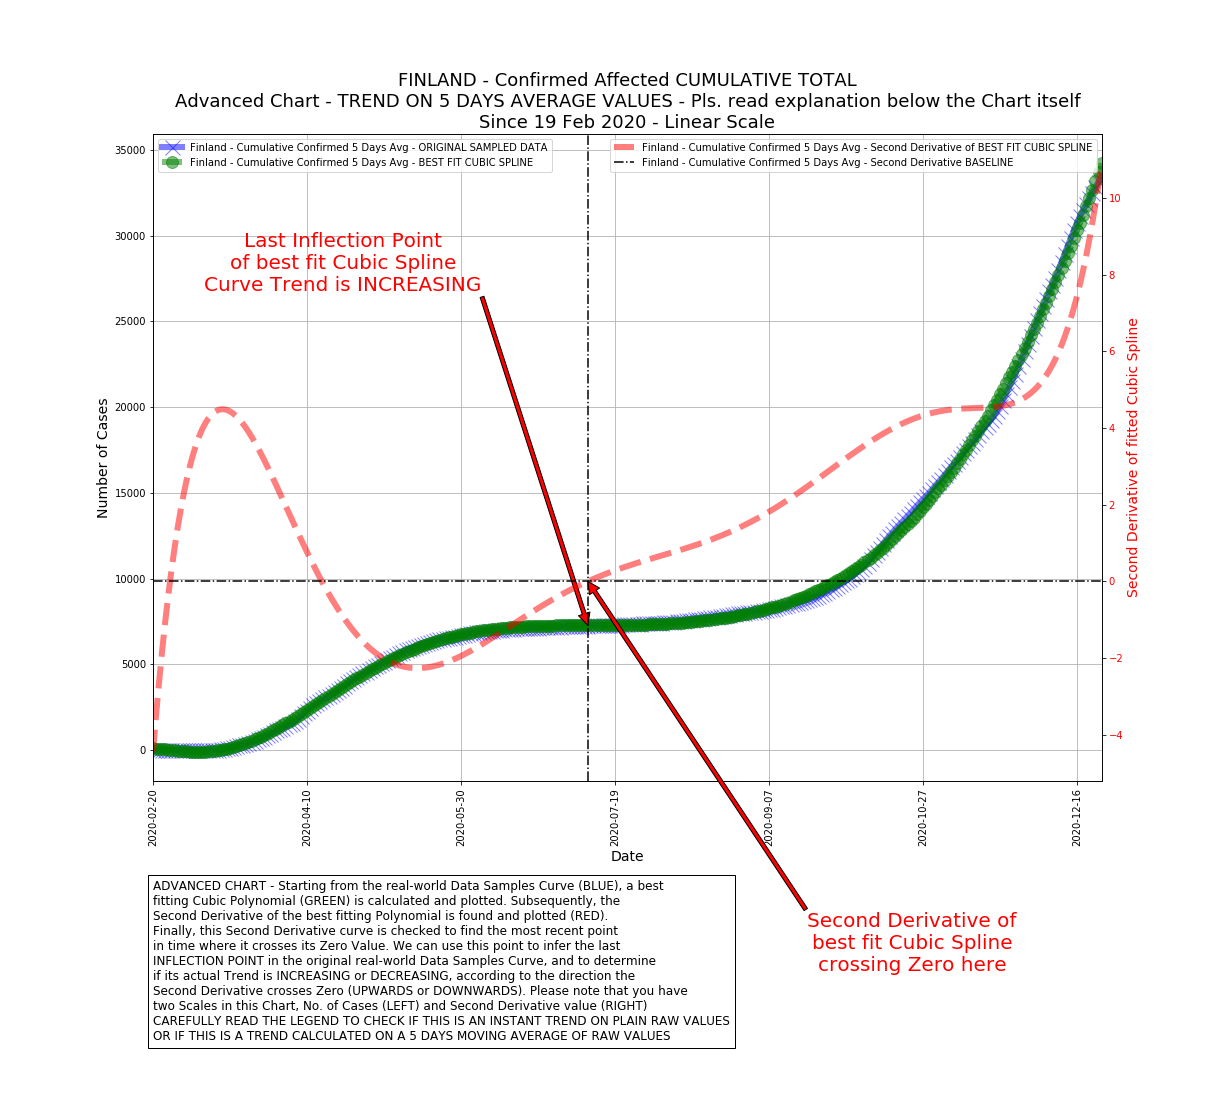 FINLAND - Confirmed Affected CUMULATIVE TOTAL
Advanced Chart - TREND ON 5 DAYS AVERAGE VALUES - Pls. read explanation below the Chart itself
Since 19 Feb 2020 - Linear Scale
Finland - Cumulative Confirmed 5 Days Avg - ORIGINAL SAMPLED DATA
Finland - Cumulative Confirmed 5 Days Avg - BEST FIT CUBIC SPLINE
Finland - Cumulative Confirmed 5 Days Avg - Second Derivative of BEST FIT CUBIC SPLINE
Finland - Cumulative Confirmed 5 Days Avg - Second Derivative BASELINE
Last Inflection Point
of best fit Cubic Spline
Curve Trend is INCREASING
Number of Cases
35000
30000
25000
20000
15000
10000
5000
0
10
8
6
4
2
0
−2
−4
Second Derivative of fitted Cubic Spline
2020-02-20
2020-04-10
2020-05-30
2020-07-19
2020-09-07
2020-10-27
2020-12-16
Date
ADVANCED CHART - Starting from the real-world Data Samples Curve (BLUE), a best
fitting Cubic Polynomial (GREEN) is calculated and plotted. Subsequently, the
Second Derivative of the best fitting Polynomial is found and plotted (RED).
Finally, this Second Derivative curve is checked to find the most recent point
in time where it crosses its Zero Value. We can use this point to infer the last
INFLECTION POINT in the original real-world Data Samples Curve, and to determine
if its actual Trend is INCREASING or DECREASING, according to the direction the
Second Derivative crosses Zero (UPWARDS or DOWNWARDS). Please note that you have
two Scales in this Chart, No. of Cases (LEFT) and Second Derivative value (RIGHT)
CAREFULLY READ THE LEGEND TO CHECK IF THIS IS AN INSTANT TREND ON PLAIN RAW VALUES
OR IF THIS IS A TREND CALCULATED ON A 5 DAYS MOVING AVERAGE OF RAW VALUES
Second Derivative of
best fit Cubic Spline
crossing Zero here